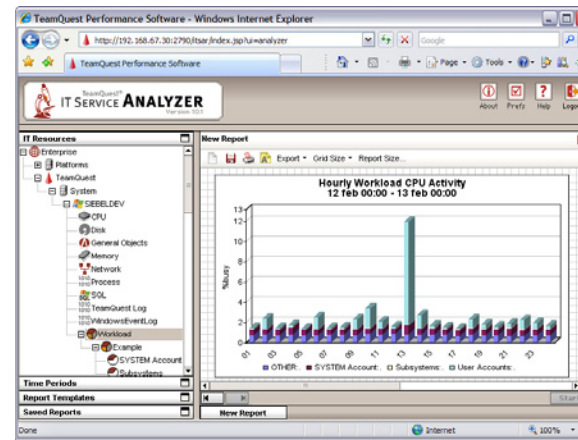 TeamQuest Performance Software - Windows Internet Explorer
http://192.168.67.30:2790/itsar/index.jsp?ui=analyzer
Google
TeamQuest Performance Software
Page
Tools
TeamQuest
IT SERVICE ANALYZER
Version 10.1
About Prefs Help Logo
IT Resources
Enterprise
Platforms
TeamQuest
System
SIEBELDEV
CPU
Disk
General Objects
Memory
Network
Process
SQL
TeamQuest Log
WindowsEventLog
Workload
Example
SYSTEM Account
Subsystems
Time Periods
Report Templates
Saved Reports
New Report
Export Grid Size Report Size...
Hourly Workload CPU Activity
12 feb 00:00 - 13 feb 00:00
%busy
13
12
10
8
6
4
2
0
01 03 05 07 09 11 13 15 17 19 21 23
OTHER:. SYSTEM Account:. Subsystems:. User Accounts:.
Start
New Report
Done
Internet
100%